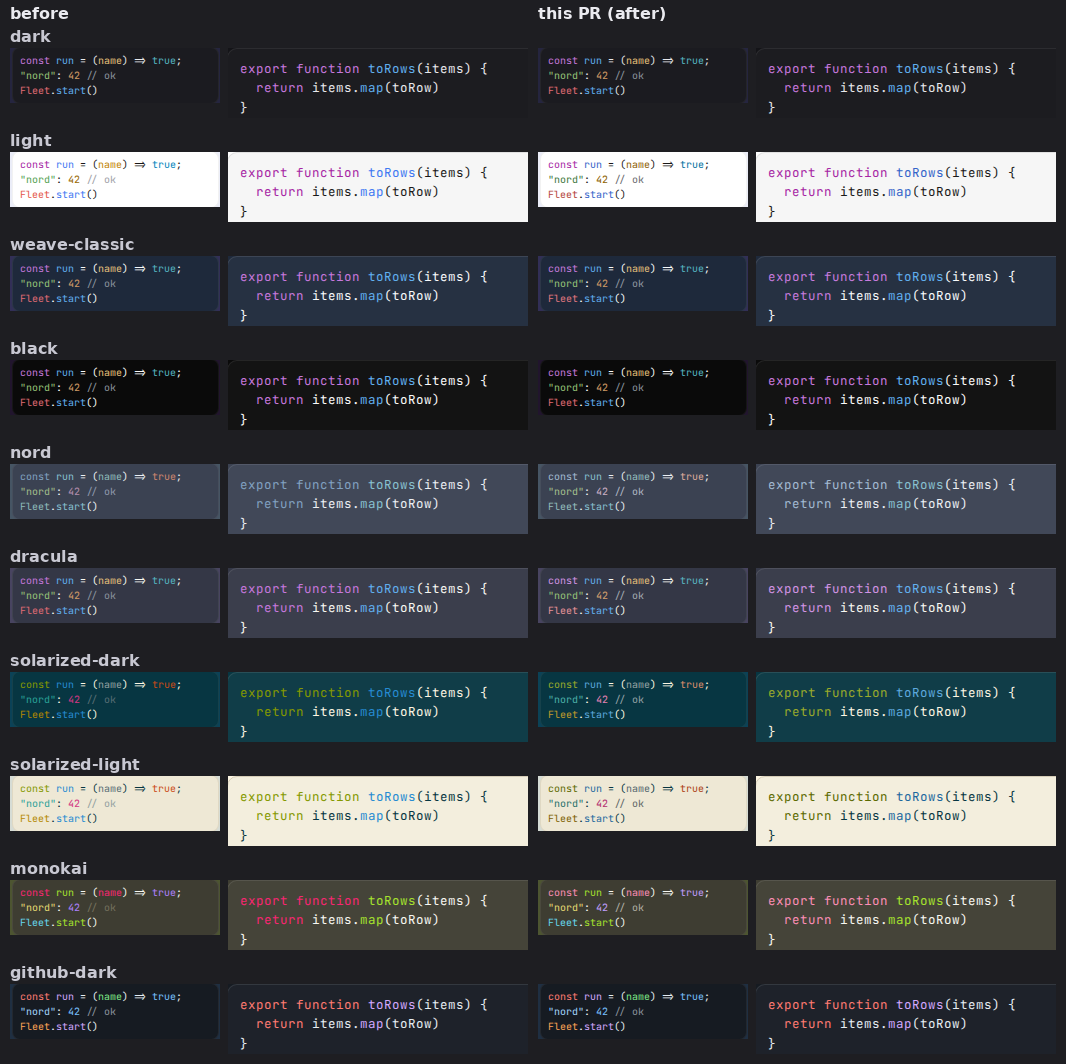 before
this PR (after)
dark
const run = (name) => true;
"nord": 42 // ok
Fleet.start()
export function toRows(items) {
return items.map(toRow)
}
const run = (name) => true;
"nord": 42 // ok
Fleet.start()
export function toRows(items) {
return items.map(toRow)
}
light
const run = (name) => true;
"nord": 42 // ok
Fleet.start()
export function toRows(items) {
return items.map(toRow)
}
const run = (name) => true;
"nord": 42 // ok
Fleet.start()
export function toRows(items) {
return items.map(toRow)
}
weave-classic
const run = (name) => true;
"nord": 42 // ok
Fleet.start()
export function toRows(items) {
return items.map(toRow)
}
const run = (name) => true;
"nord": 42 // ok
Fleet.start()
export function toRows(items) {
return items.map(toRow)
}
black
const run = (name) => true;
"nord": 42 // ok
Fleet.start()
export function toRows(items) {
return items.map(toRow)
}
const run = (name) => true;
"nord": 42 // ok
Fleet.start()
export function toRows(items) {
return items.map(toRow)
}
nord
const run = (name) => true;
"nord": 42 // ok
Fleet.start()
export function toRows(items) {
return items.map(toRow)
}
const run = (name) => true;
"nord": 42 // ok
Fleet.start()
export function toRows(items) {
return items.map(toRow)
}
dracula
const run = (name) => true;
"nord": 42 // ok
Fleet.start()
export function toRows(items) {
return items.map(toRow)
}
const run = (name) => true;
"nord": 42 // ok
Fleet.start()
export function toRows(items) {
return items.map(toRow)
}
solarized-dark
const run = (name) => true;
"nord": 42 // ok
Fleet.start()
export function toRows(items) {
return items.map(toRow)
}
const run = (name) => true;
"nord": 42 // ok
Fleet.start()
export function toRows(items) {
return items.map(toRow)
}
solarized-light
const run = (name) => true;
"nord": 42 // ok
Fleet.start()
export function toRows(items) {
return items.map(toRow)
}
const run = (name) => true;
"nord": 42 // ok
Fleet.start()
export function toRows(items) {
return items.map(toRow)
}
monokai
const run = (name) => true;
"nord": 42 // ok
Fleet.start()
export function toRows(items) {
return items.map(toRow)
}
const run = (name) => true;
"nord": 42 // ok
Fleet.start()
export function toRows(items) {
return items.map(toRow)
}
github-dark
const run = (name) => true;
"nord": 42 // ok
Fleet.start()
export function toRows(items) {
return items.map(toRow)
}
const run = (name) => true;
"nord": 42 // ok
Fleet.start()
export function toRows(items) {
return items.map(toRow)
}